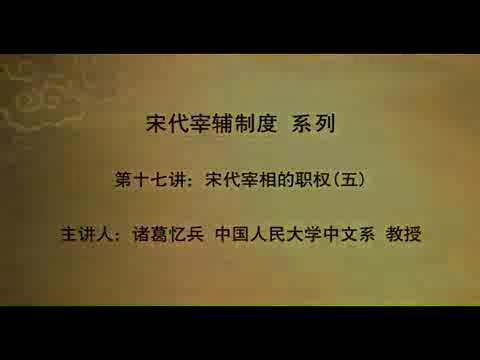 宋代宰辅制度 系列
第十七讲：宋代宰相的职权(五)
主讲人：诸葛忆兵 中国人民大学中文系 教授